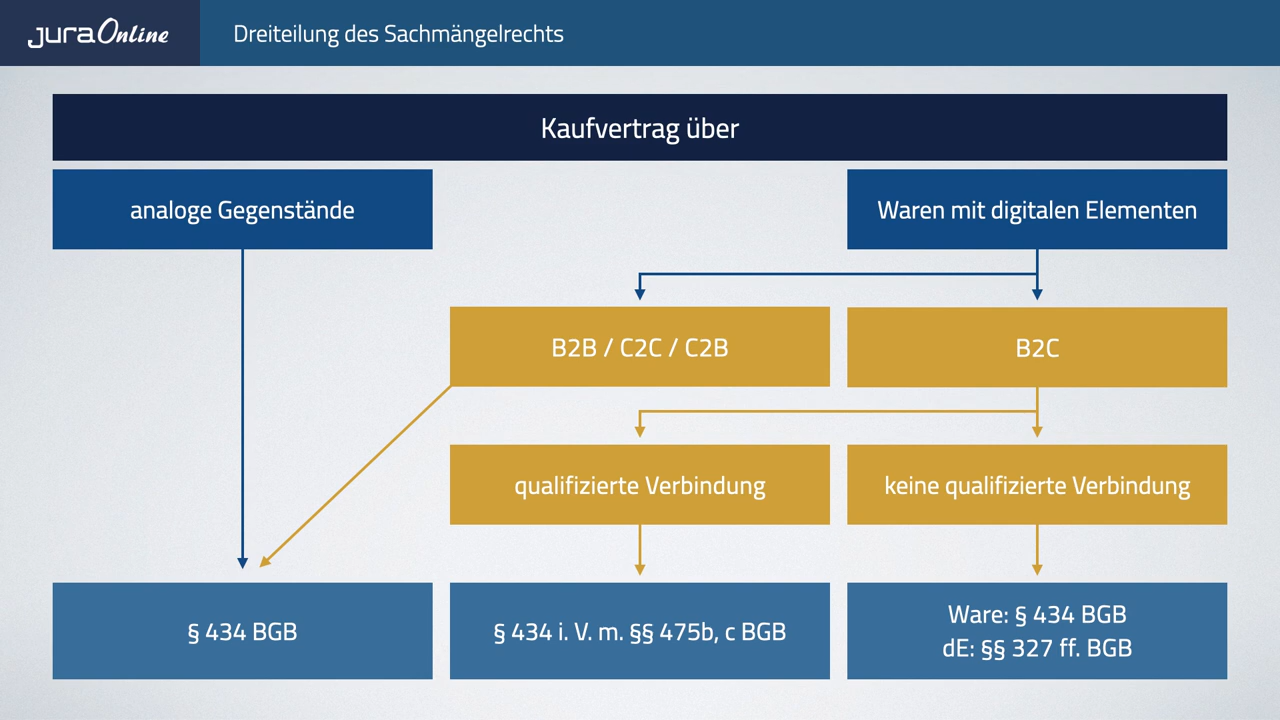 juraOnline
Dreiteilung des Sachmängelrechts
Kaufvertrag über
analoge Gegenstände
Waren mit digitalen Elementen
B2B / C2C / C2B
B2C
qualifizierte Verbindung
keine qualifizierte Verbindung
§ 434 BGB
§ 434 i. V. m. §§ 475b, c BGB
Ware: § 434 BGB
dE: §§ 327 ff. BGB